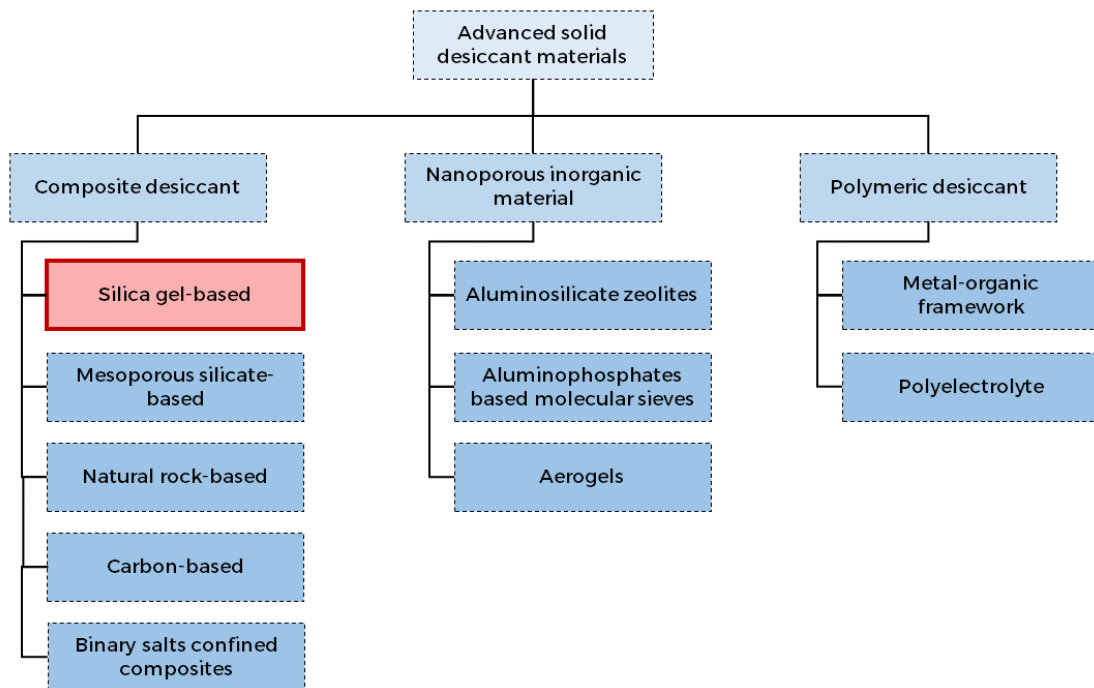 Advanced solid
desiccant materials
Composite desiccant
Nanoporous inorganic
material
Polymeric desiccant
Silica gel-based
Mesoporous silicate-
based
Natural rock-based
Carbon-based
Binary salts confined
composites
Aluminosilicate zeolites
Aluminophosphates
based molecular sieves
Aerogels
Metal-organic
framework
Polyelectrolyte